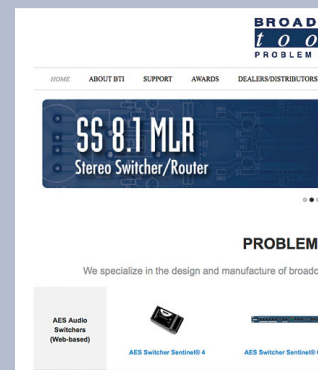 BROAD
too
PROBLEM
HOME ABOUT BTI SUPPORT AWARDS DEALERS/DISTRIBUTORS
SS 8.1 MLR
Stereo Switcher/Router
PROBLEM
We specialize in the design and manufacture of broadc
AES Audio
Switchers
(Web-based)
AES Switcher Sentinel® 4 AES Switcher Sentinel®